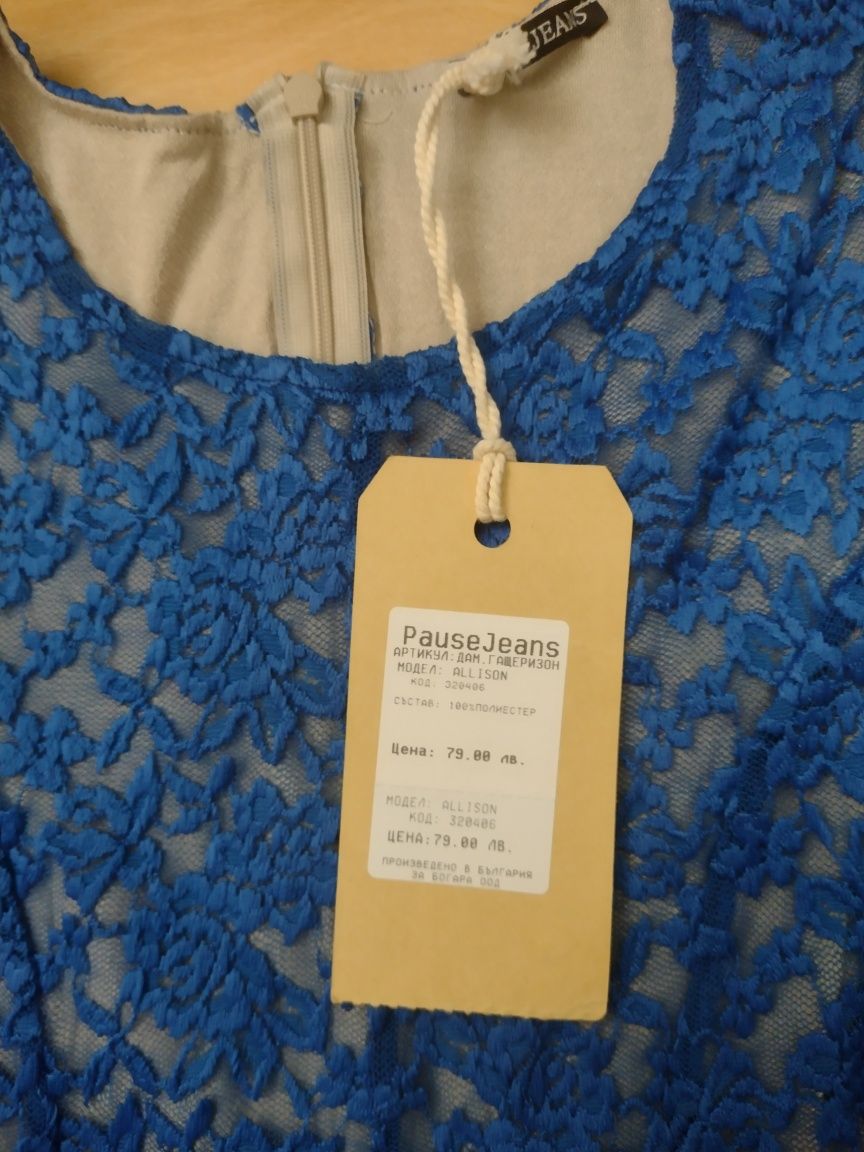 JEANS
PauseJeans
АРТИКУЛ:ДАМ.ГАЩЕРИЗОН
МОДЕЛ: ALLISON
КОД: 320406
СЪСТАВ: 100%ПОЛИЕСТЕР
Цена: 79.00 лв.
МОДЕЛ: ALLISON
КОД: 320406
ЦЕНА:79.00 ЛВ.
ПРОИЗВЕДЕНО В БЪЛГАРИЯ
ЗА БОГАРА ООД